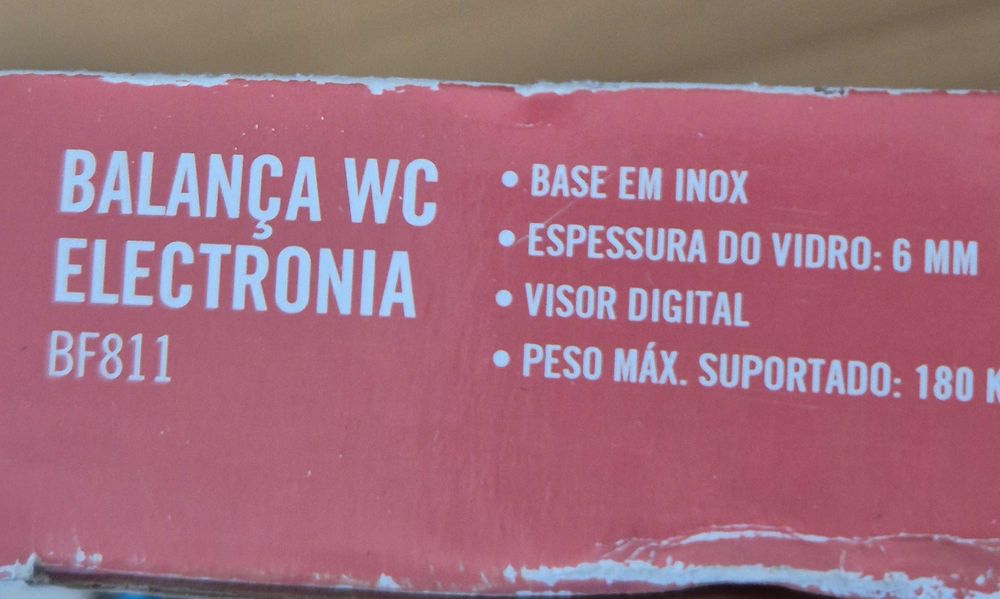 BALANÇA WC
ELECTRONIA
BF811
• BASE EM INOX
• ESPESSURA DO VIDRO: 6 MM
• VISOR DIGITAL
• PESO MÁX. SUPORTADO: 180 K